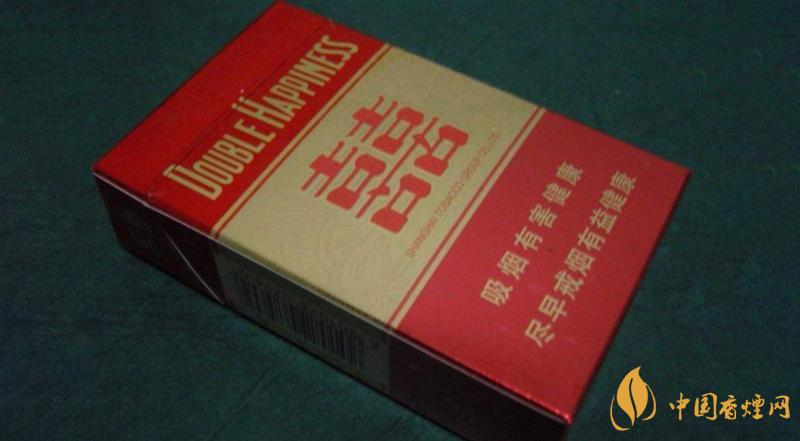 DOUBLE HAPPINESS
囍
SHANGHAI TOBACCO GROUP CO., LTD.
吸烟有害健康
尽早戒烟有益健康
中国香煙网